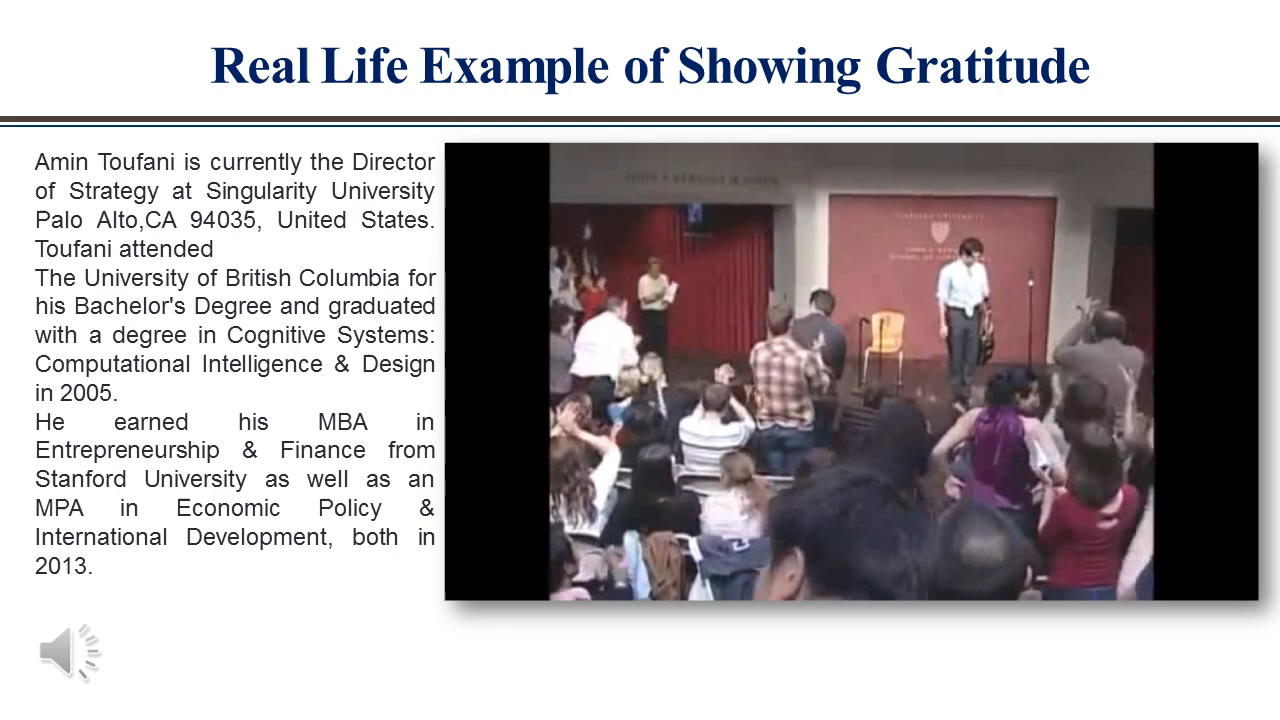 Real Life Example of Showing Gratitude
Amin Toufani is currently the Director
of Strategy at Singularity University
Palo Alto,CA 94035, United States.
Toufani attended
The University of British Columbia for
his Bachelor's Degree and graduated
with a degree in Cognitive Systems:
Computational Intelligence & Design
in 2005.
He earned his MBA in
Entrepreneurship & Finance from
Stanford University as well as an
MPA in Economic Policy &
International Development, both in
2013.
HARVARD UNIVERSITY